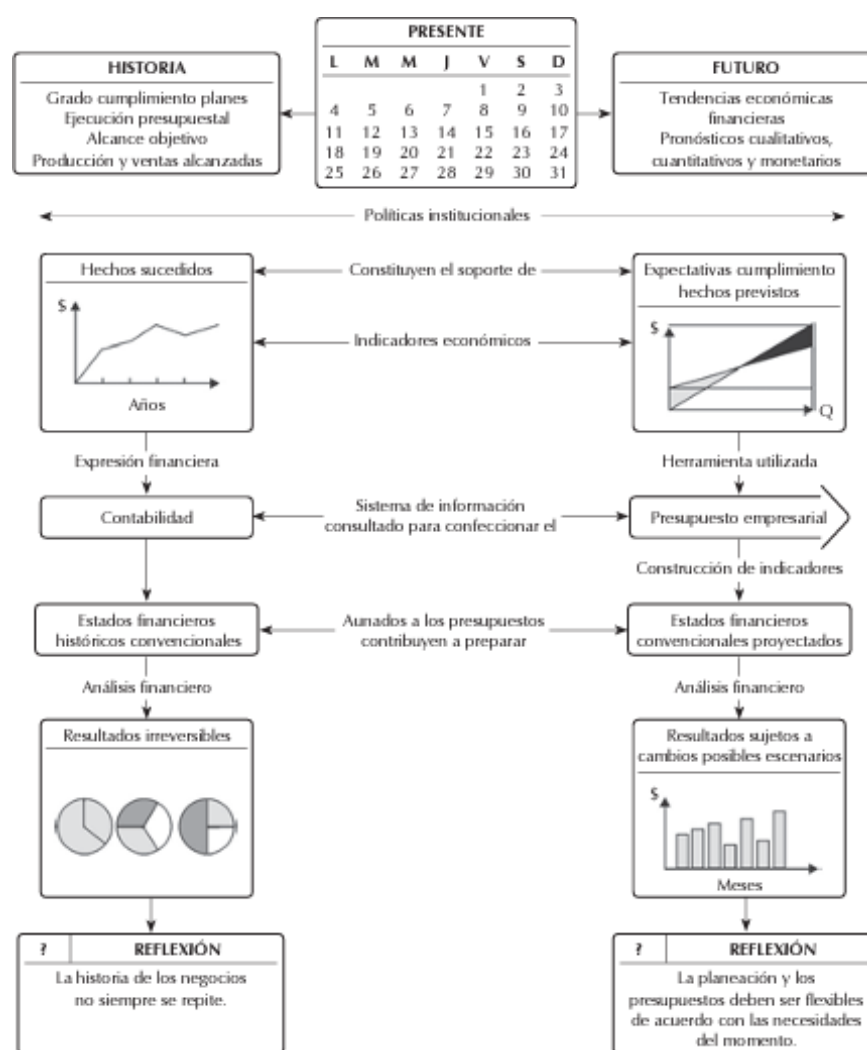 PRESENTE
L M M J V S D
1 2 3
4 5 6 7 8 9 10
11 12 13 14 15 16 17
18 19 20 21 22 23 24
25 26 27 28 29 30 31
HISTORIA
Grado cumplimiento planes
Ejecución presupuestal
Alcance objetivo
Producción y ventas alcanzadas
FUTURO
Tendencias económicas
financieras
Pronósticos cualitativos,
cuantitativos y monetarios
Políticas institucionales
Hechos sucedidos
$
Años
Constituyen el soporte de
Indicadores económicos
Expectativas cumplimiento
hechos previstos
$
Q
Expresión financiera
Herramienta utilizada
Contabilidad
Sistema de información
consultado para confeccionar el
Presupuesto empresarial
Construcción de indicadores
Estados financieros
históricos convencionales
Aunados a los presupuestos
contribuyen a preparar
Estados financieros
convencionales proyectados
Análisis financiero
Análisis financiero
Resultados irreversibles
Resultados sujetos a
cambios posibles escenarios
$
Meses
? REFLEXIÓN
La historia de los negocios
no siempre se repite.
? REFLEXIÓN
La planeación y los
presupuestos deben ser flexibles
de acuerdo con las necesidades
del momento.